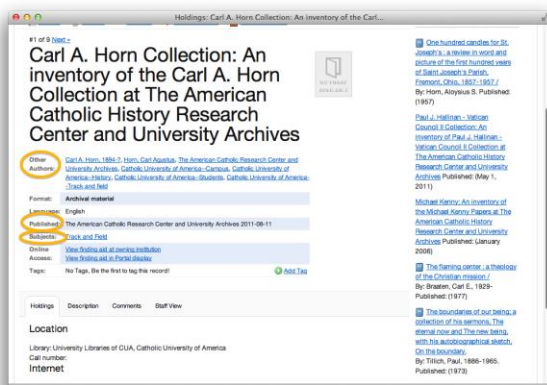 Holdings: Carl A. Horn Collection: An inventory of the Carl...
#1 of 9 Next »
Carl A. Horn Collection: An
inventory of the Carl A. Horn
Collection at The American
Catholic History Research
Center and University Archives
NO IMAGE
AVAILABLE
Other Authors:
Carl A. Horn, 1894-?, Horn, Carl Agustus, The American Catholic Research Center and
University Archives, Catholic University of America--Campus, Catholic University of
America--History, Catholic University of America--Students, Catholic University of America-
-Track and field
Format: Archival material
Language: English
Published: The American Catholic Research Center and University Archives 2011-06-11
Subjects: Track and Field
Online Access:
View finding aid at owning institution
View finding aid in Portal display
Tags: No Tags, Be the first to tag this record!
Add Tag
Holdings Description Comments Staff View
Location
Library: University Libraries of CUA, Catholic University of America
Call number:
Internet
One hundred candles for St.
Joseph's : a review in word and
picture of the first hundred years
of Saint Joseph's Parish,
Fremont, Ohio, 1857-1957 /
By: Horn, Aloysius S. Published:
(1957)
Paul J. Hallinan - Vatican
Council II Collection: An
inventory of Paul J. Hallinan -
Vatican Council II Collection at
The American Catholic History
Research Center and University
Archives Published: (May 1,
2011)
Michael Kenny: An inventory of
the Michael Kenny Papers at The
American Catholic History
Research Center and University
Archives Published: (January
2006)
The flaming center : a theology
of the Christian mission /
By: Braaten, Carl E., 1929-
Published: (1977)
The boundaries of our being; a
collection of his sermons, The
eternal now and The new being,
with his autobiographical sketch,
On the boundary.
By: Tillich, Paul, 1886-1965.
Published: (1973)